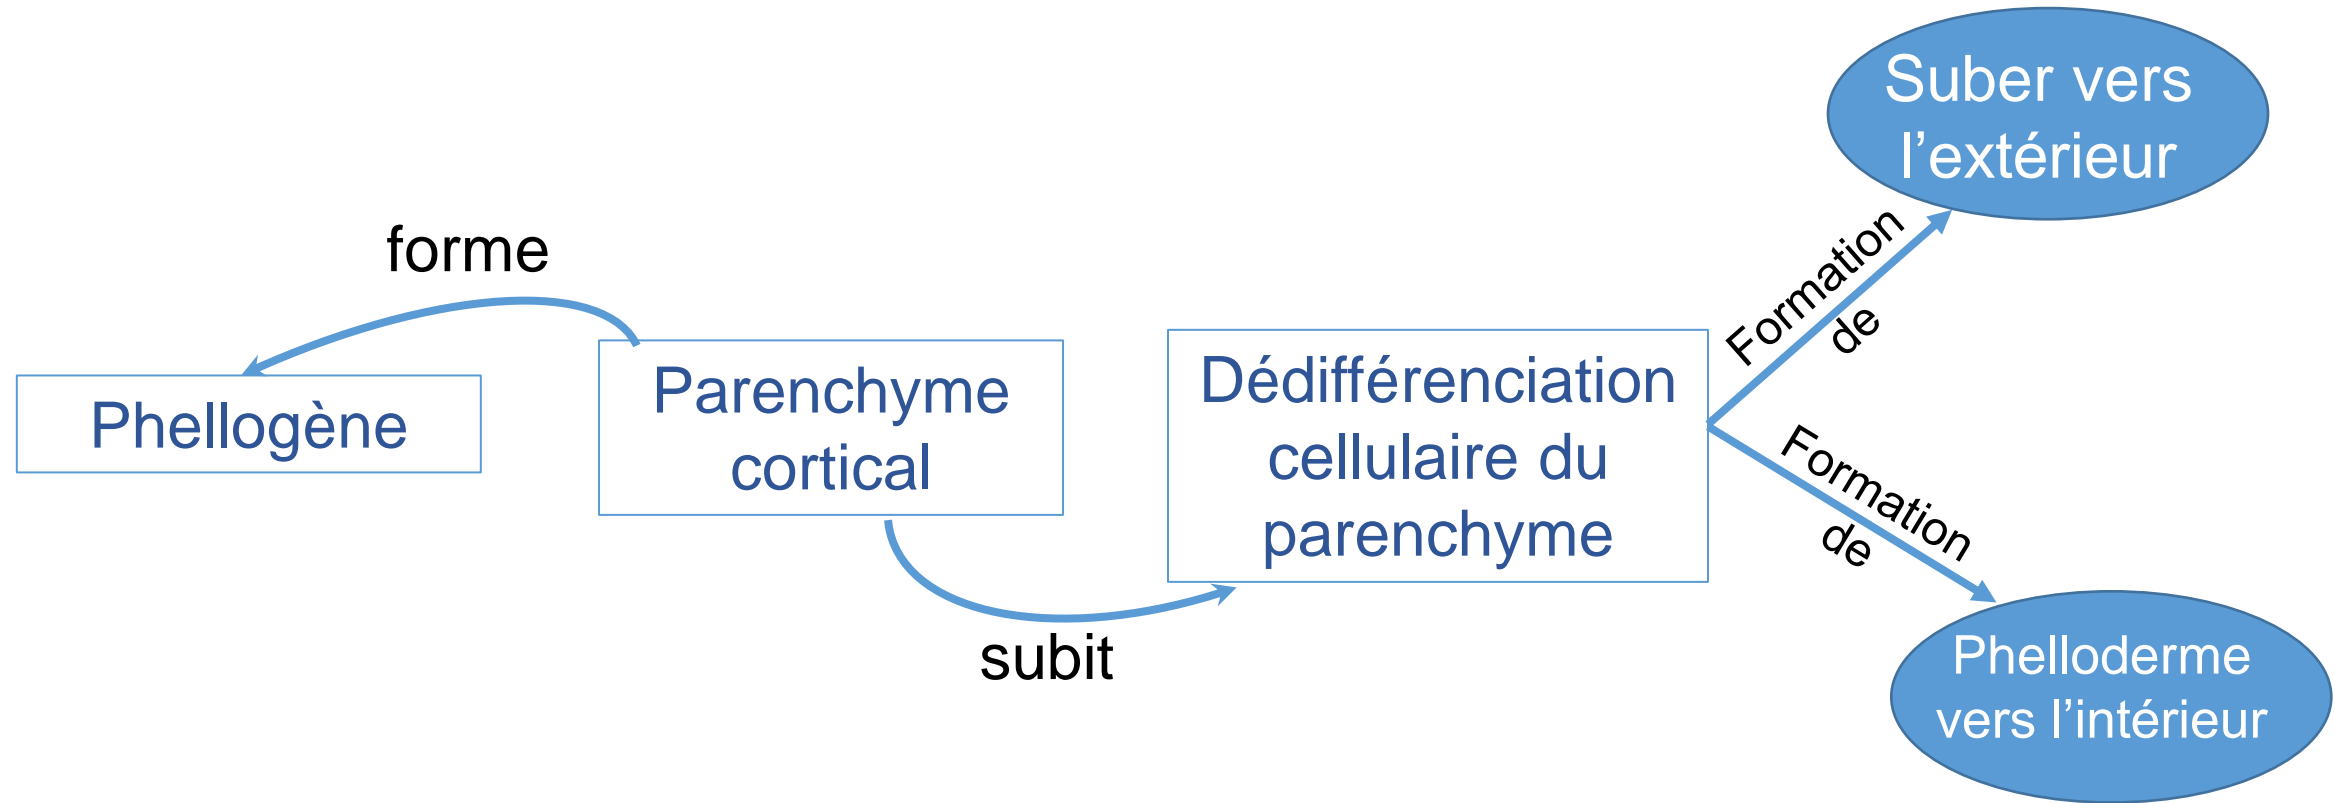 forme
Phellogène
Parenchyme
cortical
subit
Dédifférenciation
cellulaire du
parenchyme
Formation
de
Suber vers
l’extérieur
Formation
de
Phelloderme
vers l’intérieur